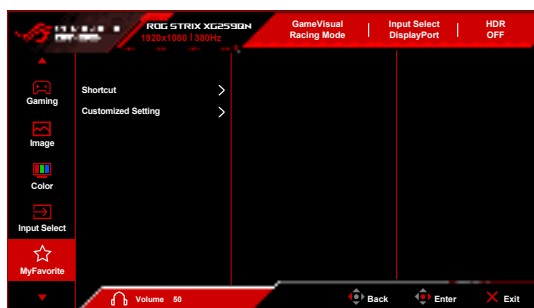 ROG STRIX XG259QN
1920x1080 | 360Hz
GameVisual
Racing Mode
Input Select
DisplayPort
HDR
OFF
Gaming
Image
Color
Input Select
MyFavorite
Shortcut
Customized Setting
Volume 50
Back
Enter
Exit